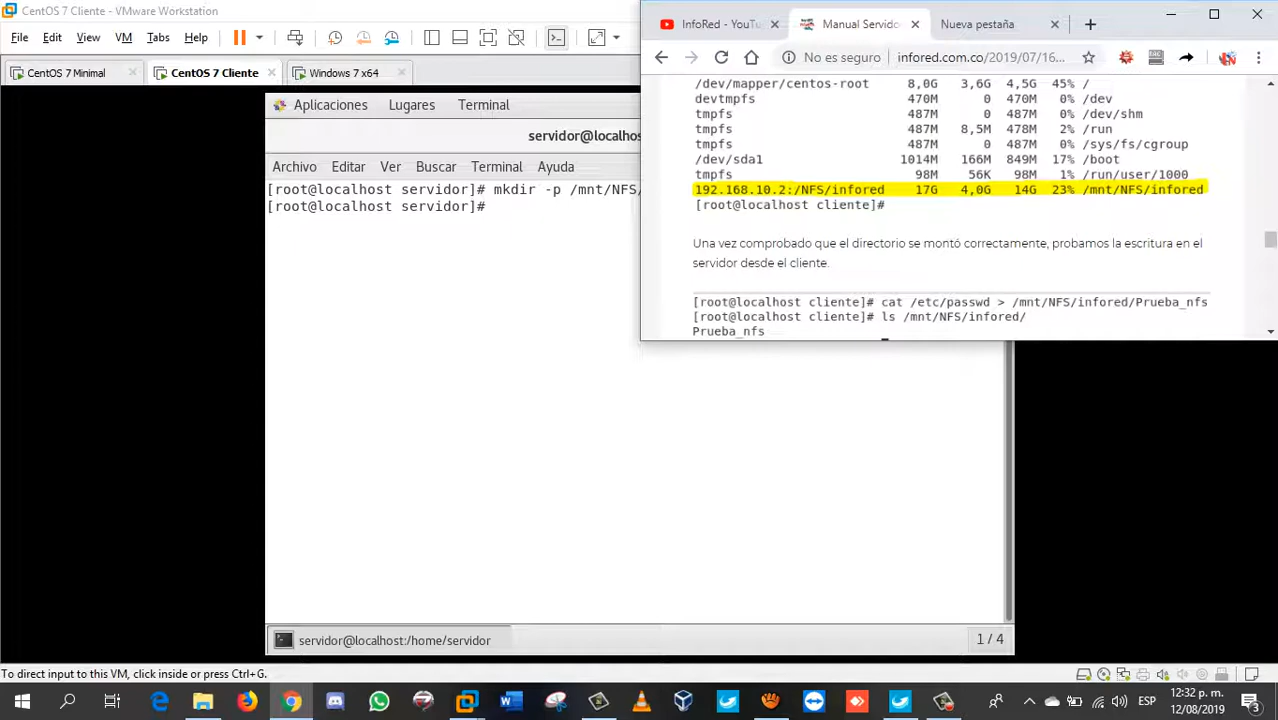 CentOS 7 Cliente - VMware Workstation
File Edit View VM Tabs Help
CentOS 7 Minimal
CentOS 7 Cliente
Windows 7 x64
Aplicaciones Lugares Terminal
servidor@localhos
Archivo Editar Ver Buscar Terminal Ayuda
[root@localhost servidor]# mkdir -p /mnt/NFS/
[root@localhost servidor]#
servidor@localhost:/home/servidor
1 / 4
InfoRed - YouTu
Manual Servido
Nueva pestaña
No es seguro
infored.com.co/2019/07/16...
/dev/mapper/centos-root 8,0G 3,6G 4,5G 45% /
devtmpfs 470M 0 470M 0% /dev
tmpfs 487M 0 487M 0% /dev/shm
tmpfs 487M 8,5M 478M 2% /run
tmpfs 487M 0 487M 0% /sys/fs/cgroup
/dev/sda1 1014M 166M 849M 17% /boot
tmpfs 98M 56K 98M 1% /run/user/1000
192.168.10.2:/NFS/infored 17G 4,0G 14G 23% /mnt/NFS/infored
[root@localhost cliente]#
Una vez comprobado que el directorio se montó correctamente, probamos la escritura en el
servidor desde el cliente.
[root@localhost cliente]# cat /etc/passwd > /mnt/NFS/infored/Prueba_nfs
[root@localhost cliente]# ls /mnt/NFS/infored/
Prueba_nfs
To direct input to this VM, click inside or press Ctrl+G.
ESP
12:32 p. m.
12/08/2019
3